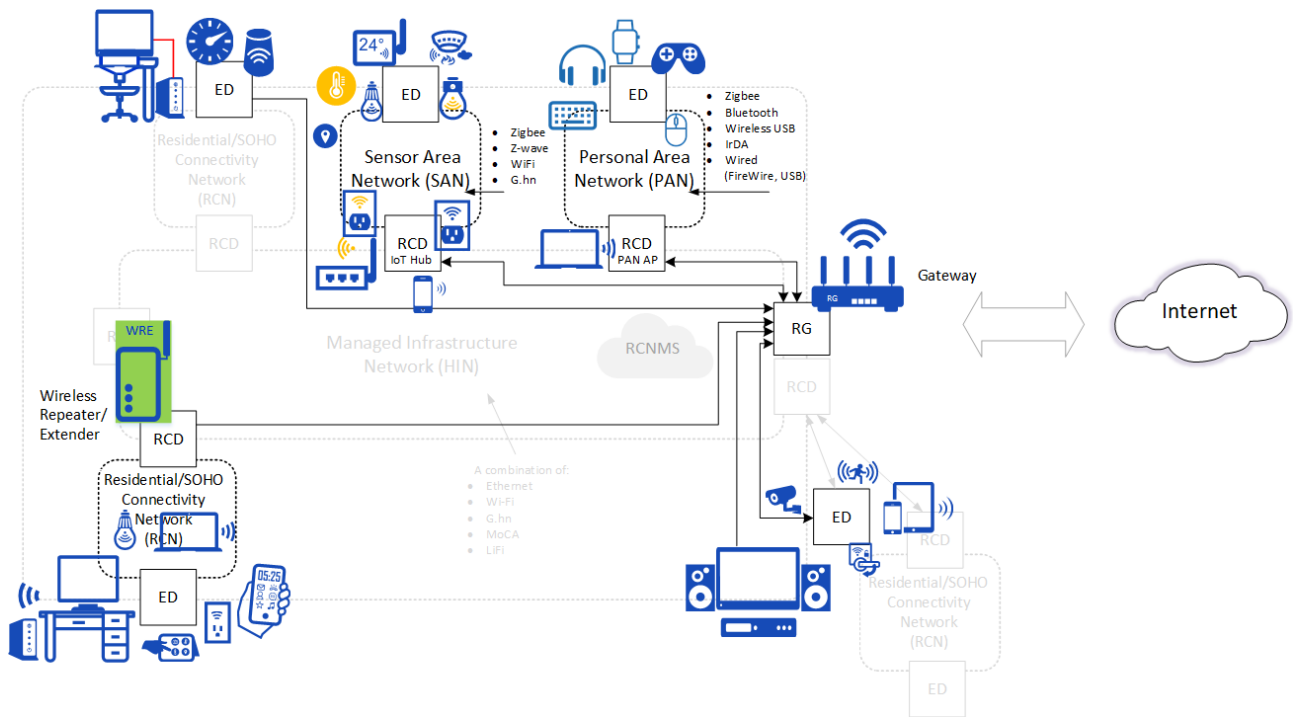 24°
ED
ED
ED
Residential/SOHO
Connectivity
Network
(RCN)
RCD
Sensor Area
Network (SAN)
• Zigbee
• Z-wave
• WiFi
• G.hn
Personal Area
Network (PAN)
• Zigbee
• Bluetooth
• Wireless USB
• IrDA
• Wired
(FireWire, USB)
RCD
IoT Hub
RCD
PAN AP
RG
Gateway
Internet
RG
RCD
Managed Infrastructure
Network (HIN)
RCNMS
WRE
Wireless
Repeater/
Extender
RCD
Residential/SOHO
Connectivity
Network
(RCN)
ED
05:25
A combination of:
• Ethernet
• Wi-Fi
• G.hn
• MoCA
• LiFi
ED
RCD
Residential/SOHO
Connectivity
Network
(RCN)
ED